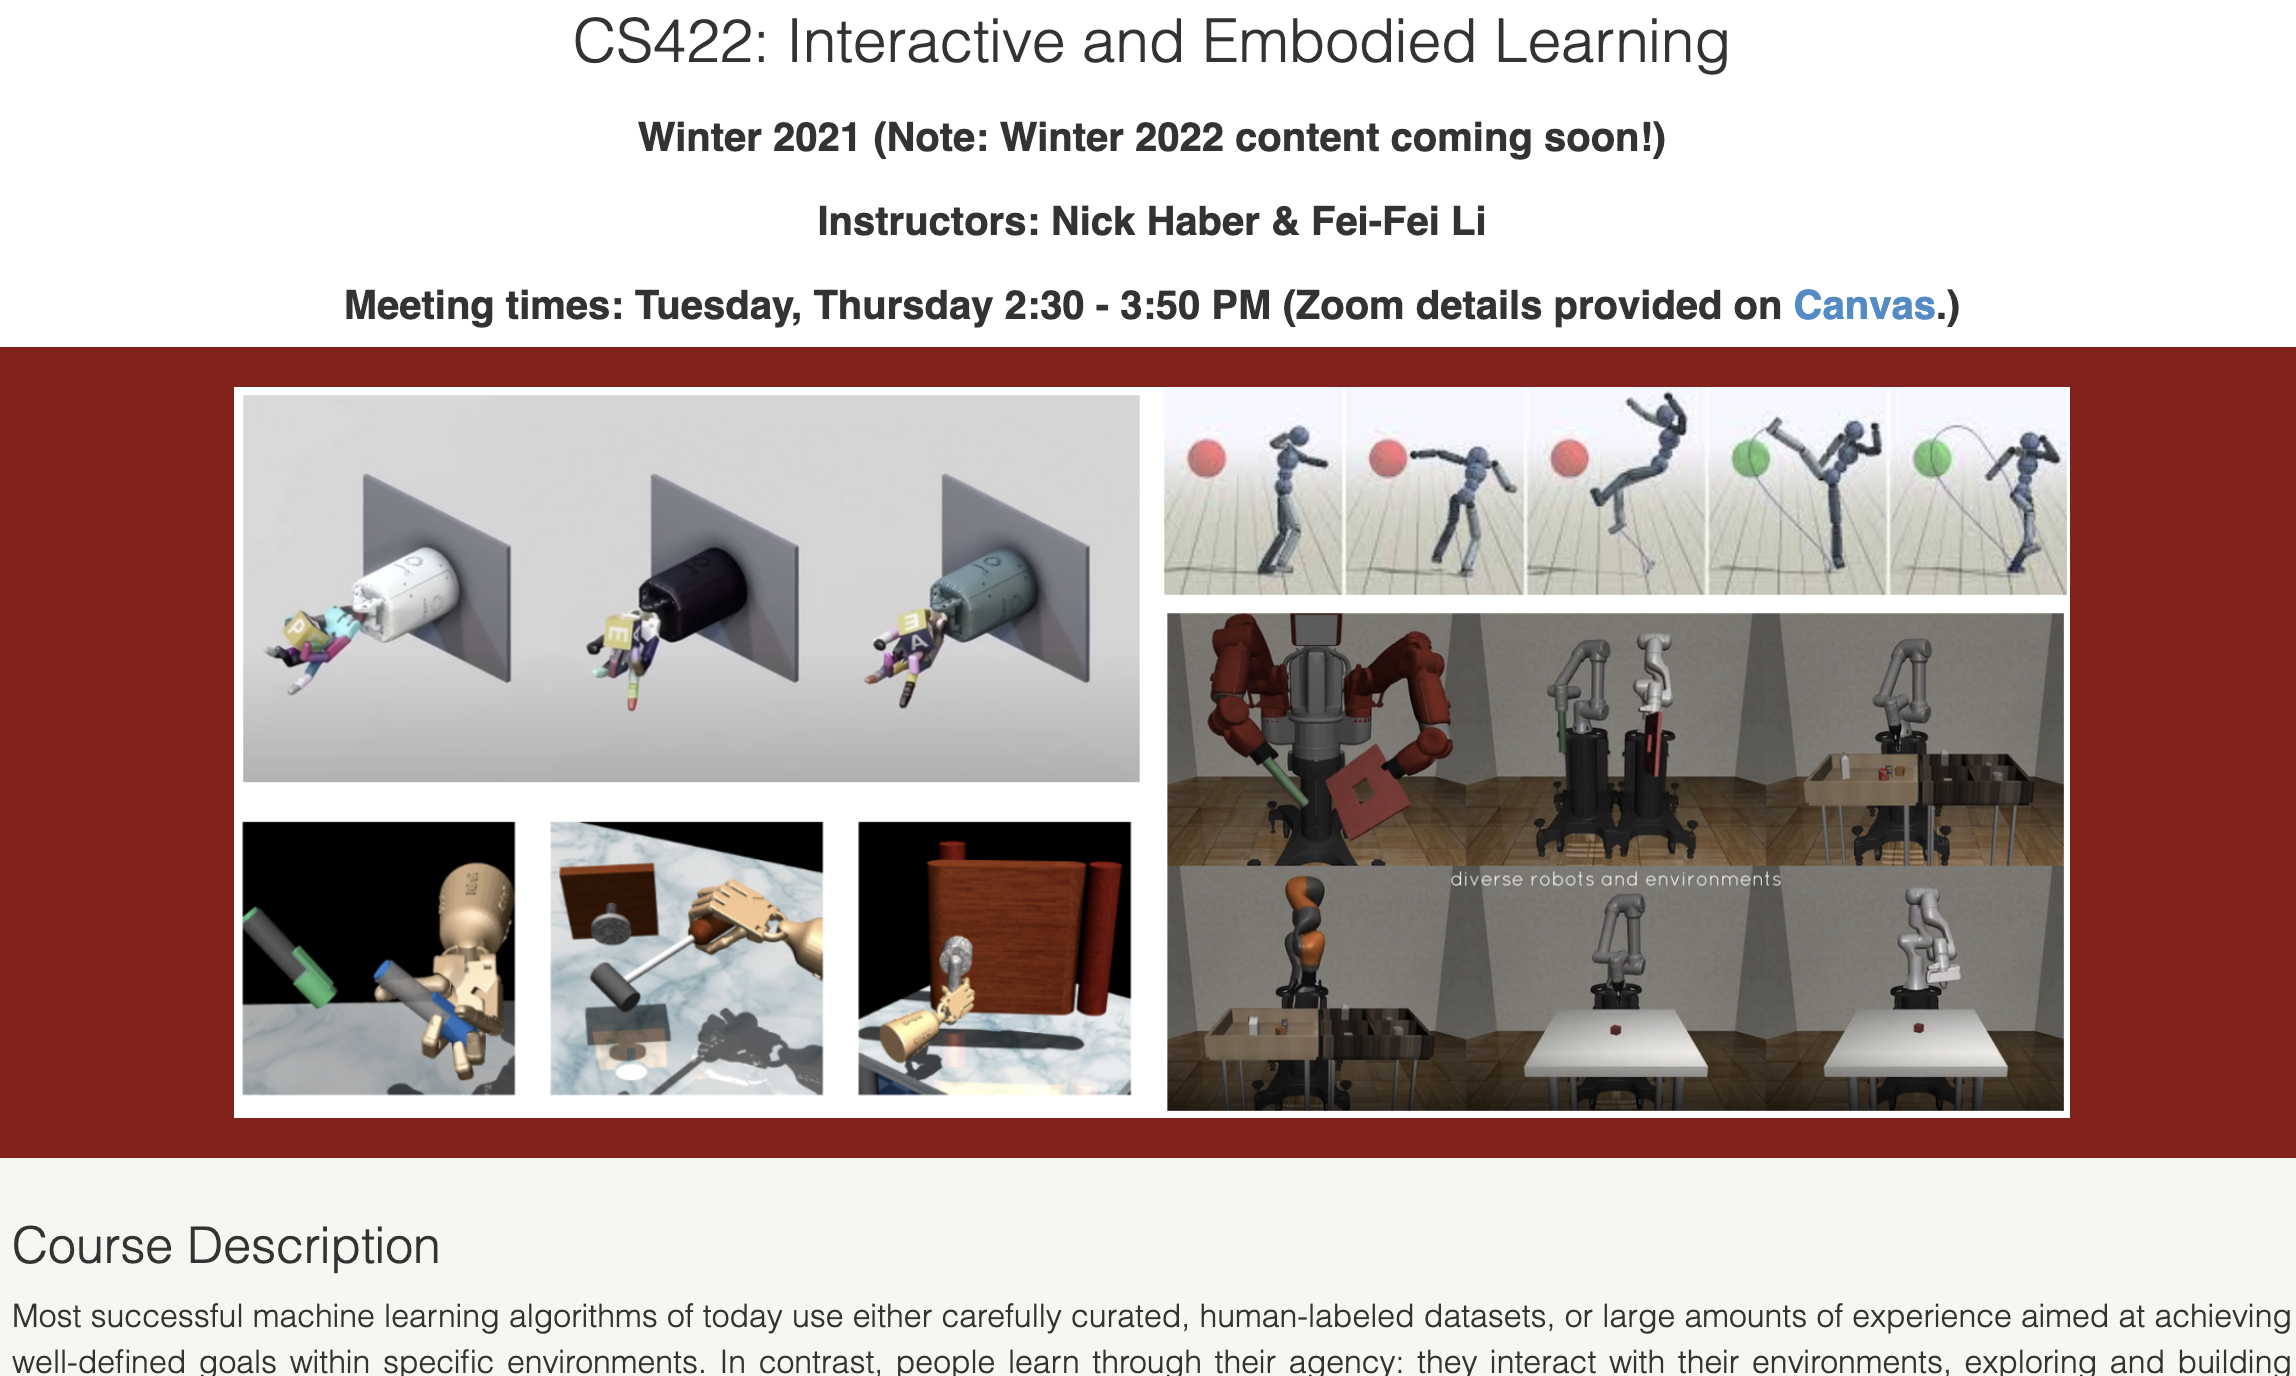 CS422: Interactive and Embodied Learning
Winter 2021 (Note: Winter 2022 content coming soon!)
Instructors: Nick Haber & Fei-Fei Li
Meeting times: Tuesday, Thursday 2:30 - 3:50 PM (Zoom details provided on Canvas.)
P
E
E
A
diverse robots and environments
Course Description
Most successful machine learning algorithms of today use either carefully curated, human-labeled datasets, or large amounts of experience aimed at achieving
well-defined goals within specific environments. In contrast, people learn through their agency: they interact with their environments, exploring and building